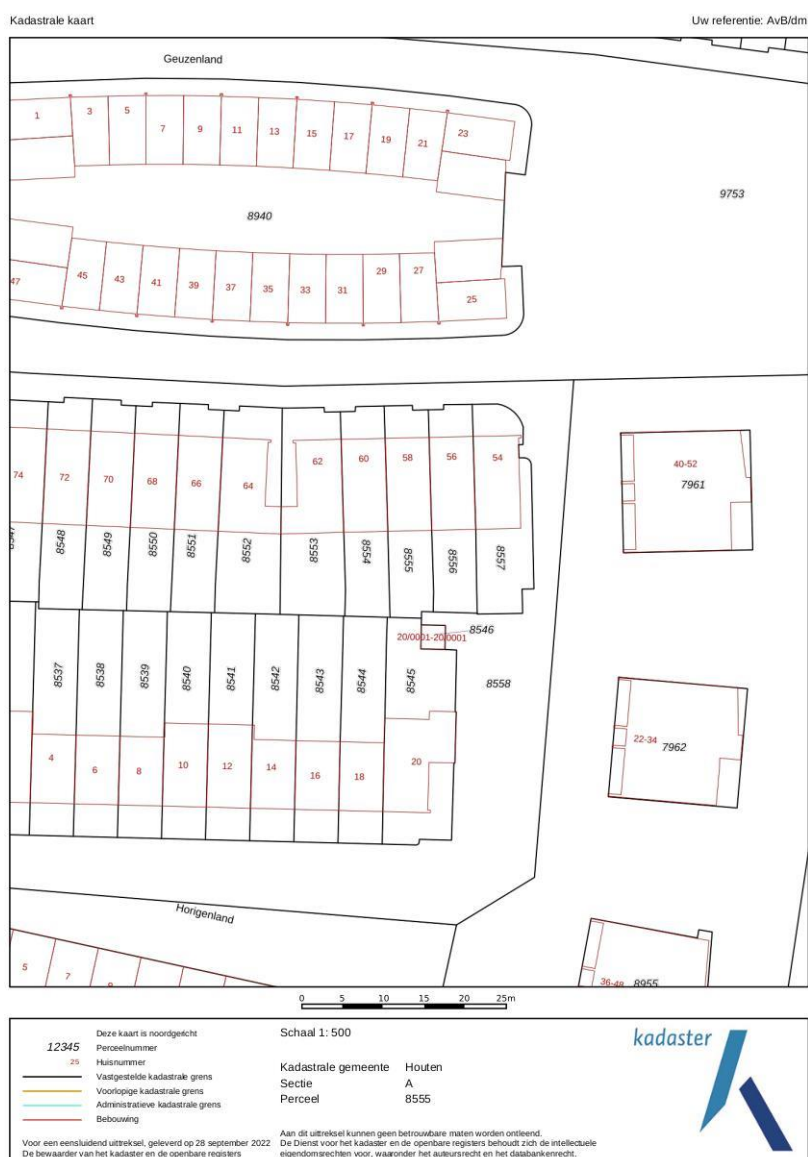 Kadastrale kaart Uw referentie: AvB/dm
Geuzenland
1 3 5 7 9 11 13 15 17 19 21 23
9753
8940
47 45 43 41 39 37 35 33 31 29 27 25
74 72 70 68 66 64 62 60 58 56 54
40-52
7961
8547 8548 8549 8550 8551 8552 8553 8554 8555 8556 8557
20/0001-20/0001 8546
8537 8538 8539 8540 8541 8542 8543 8544 8545 8558
22-34
7962
4 6 8 10 12 14 16 18 20
Horigenland
5 7
36-48 8955
0 5 10 15 20 25m
Deze kaart is noordgericht
12345 Perceelnummer
25 Huisnummer
Vastgestelde kadastrale grens
Voorlopige kadastrale grens
Administratieve kadastrale grens
Bebouwing
Voor een eensluidend uittreksel, geleverd op 28 september 2022
De bewaarder van het kadaster en de openbare registers
Schaal 1: 500
Kadastrale gemeente Houten
Sectie A
Perceel 8555
Aan dit uittreksel kunnen geen betrouwbare maten worden ontleend.
De Dienst voor het kadaster en de openbare registers behoudt zich de intellectuele
eigendomsrechten voor, waaronder het auteursrecht en het databankenrecht.
kadaster